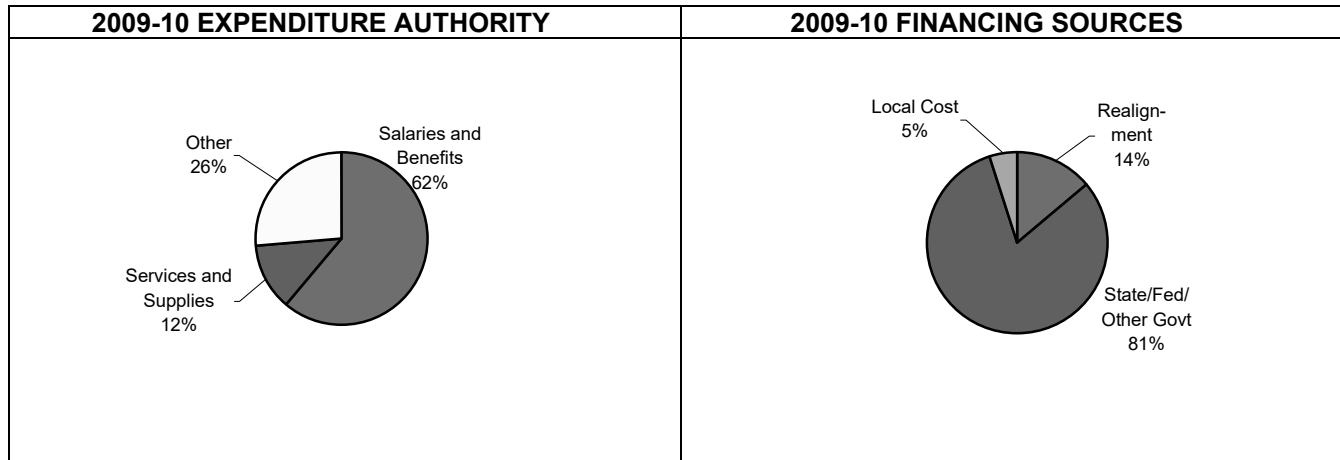 2009-10 EXPENDITURE AUTHORITY
2009-10 FINANCING SOURCES
Other
26%
Salaries and
Benefits
62%
Services and
Supplies
12%
Local Cost
5%
Realign-
ment
14%
State/Fed/
Other Govt
81%